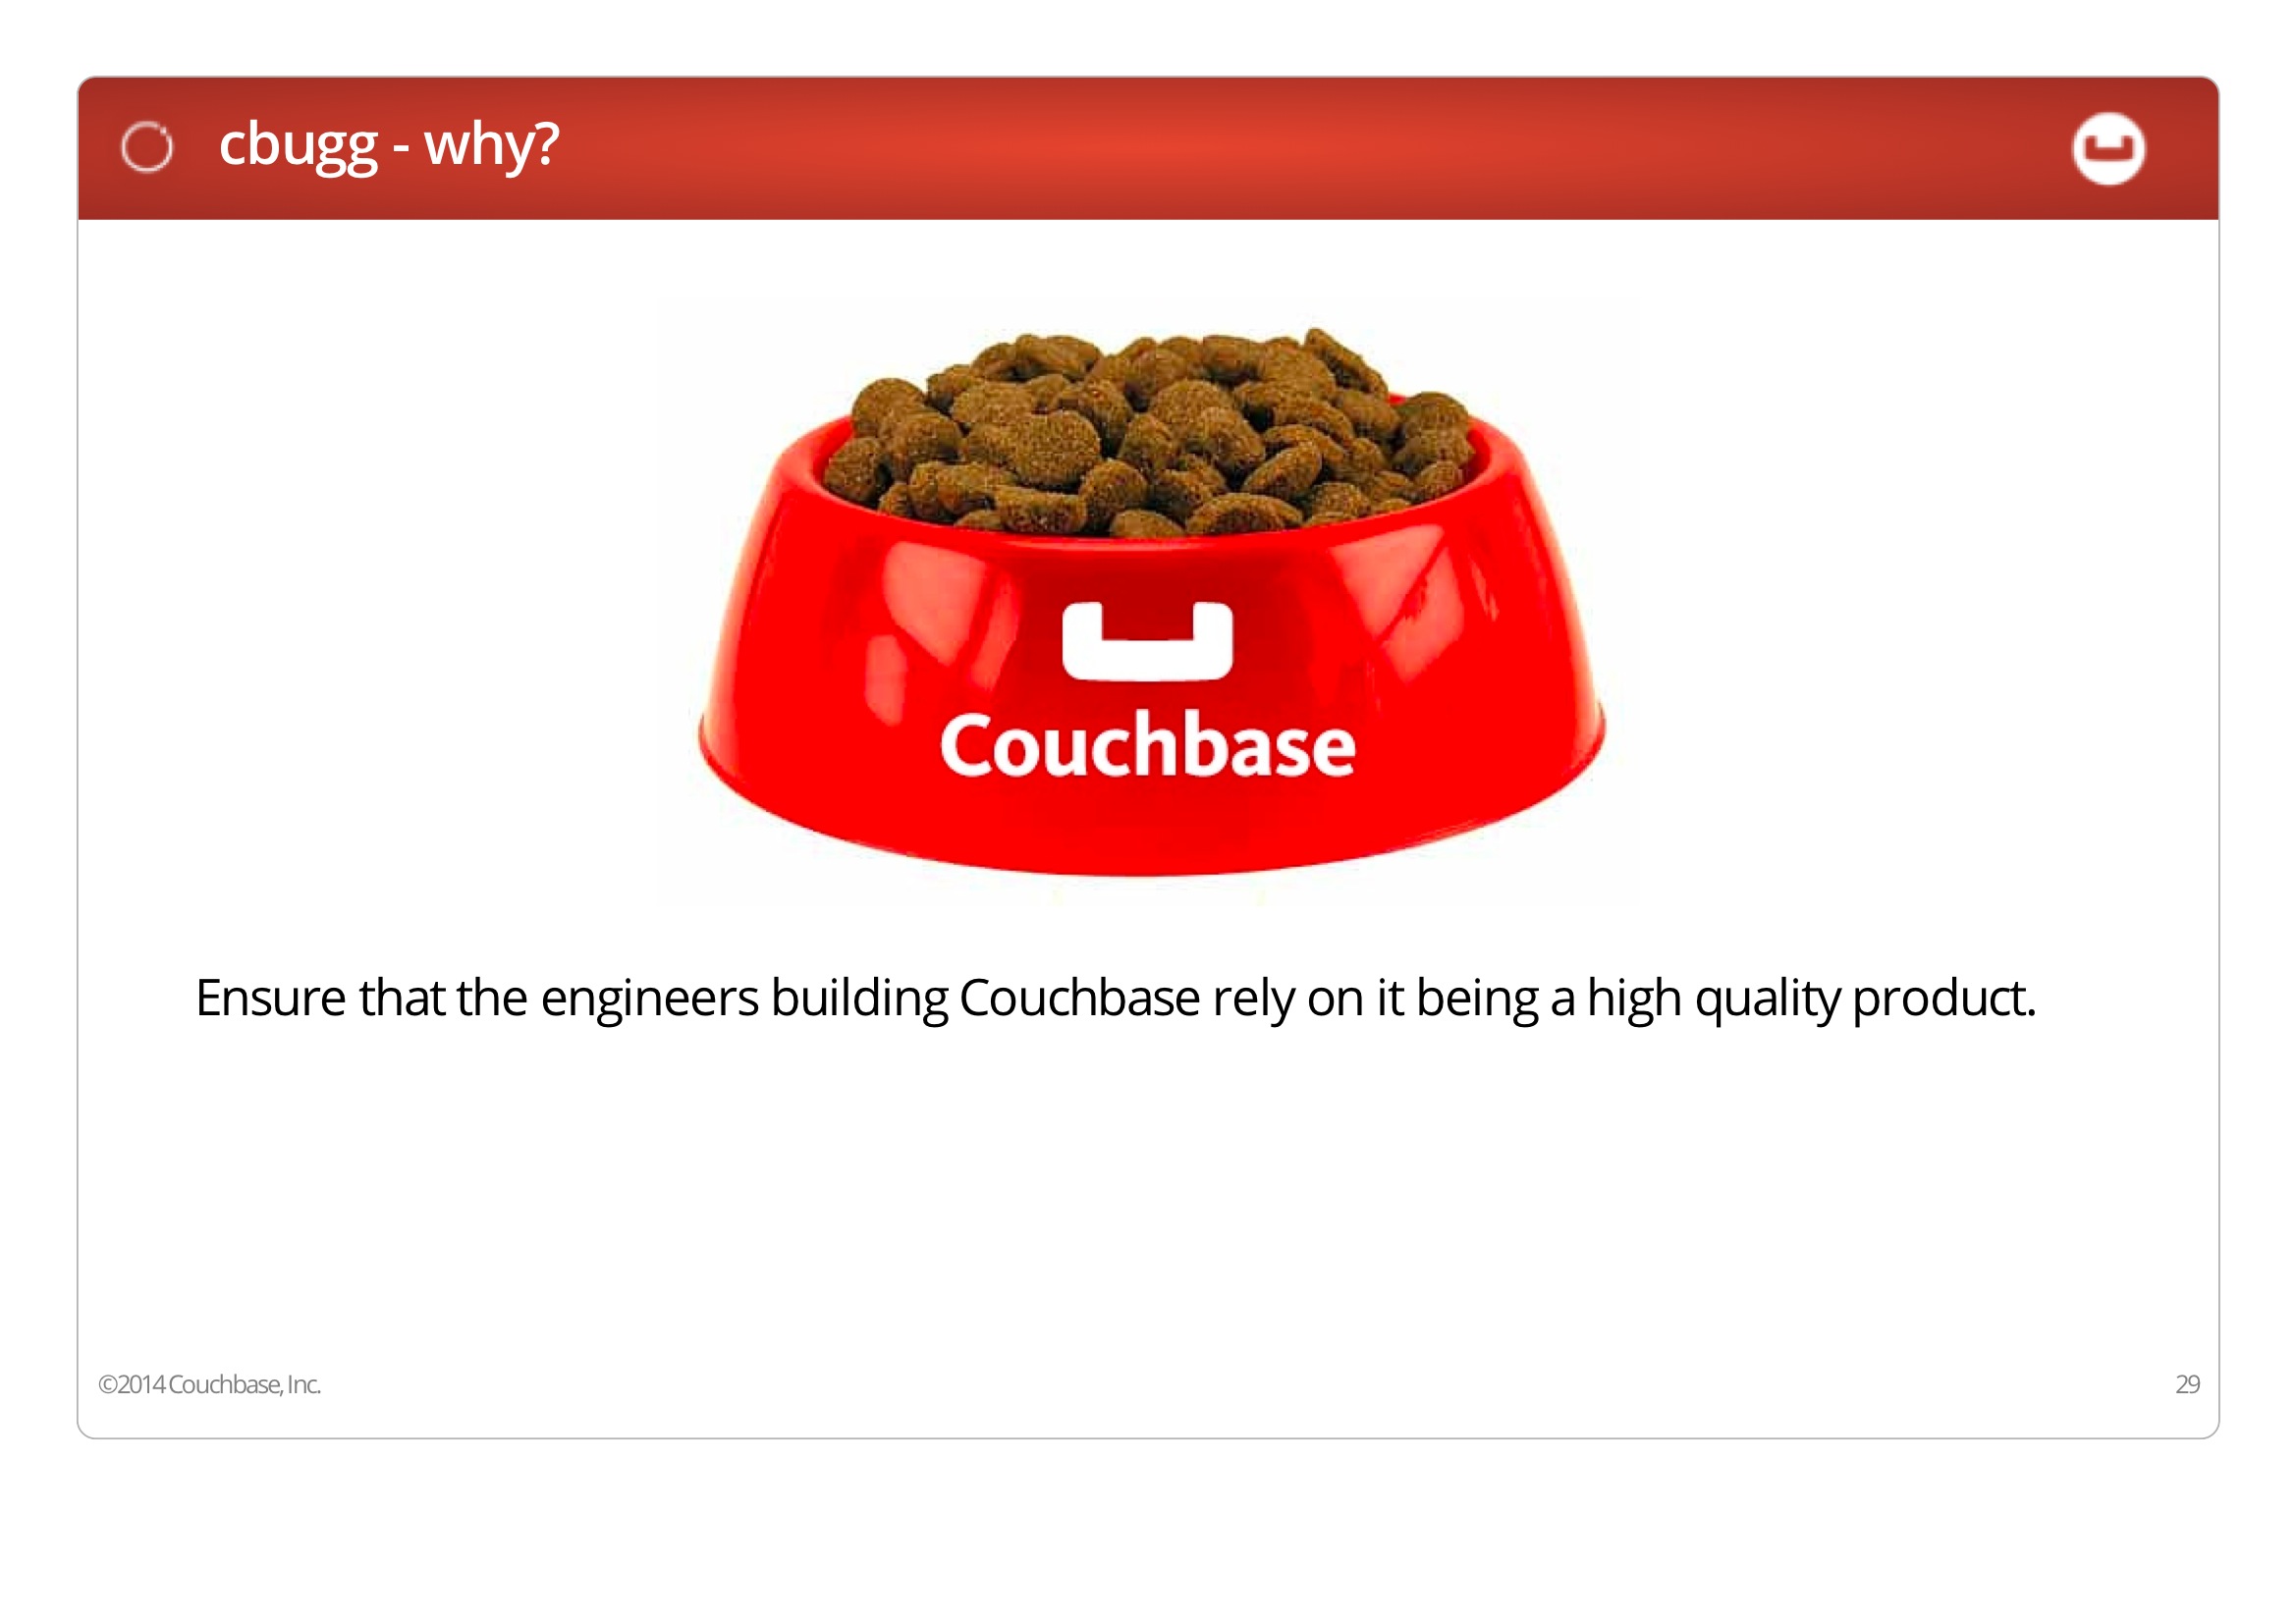 cbugg - why?
Couchbase
Ensure that the engineers building Couchbase rely on it being a high quality product.
©2014 Couchbase, Inc.
29